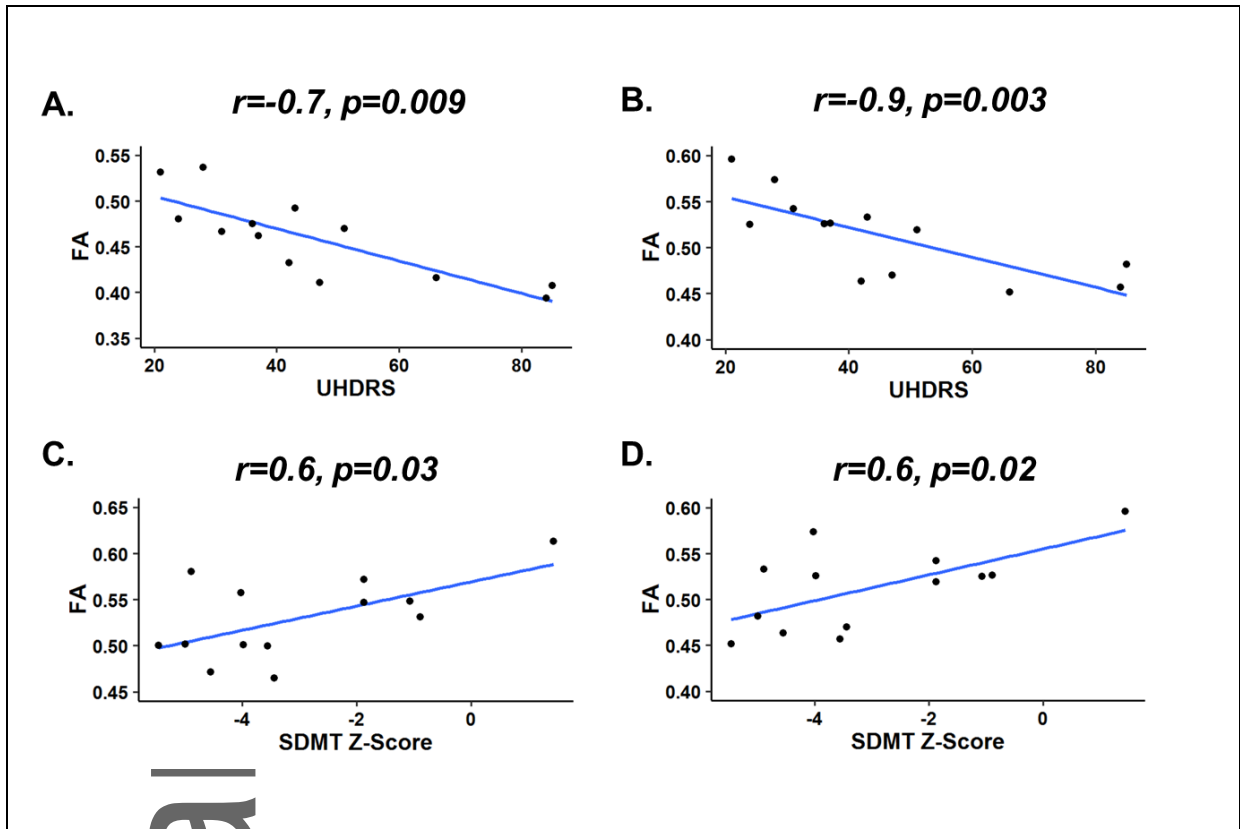 A.
r=-0.7, p=0.009
FA
0.55
0.50
0.45
0.40
0.35
20 40 60 80
UHDRS
B.
r=-0.9, p=0.003
FA
0.60
0.55
0.50
0.45
0.40
20 40 60 80
UHDRS
C.
r=0.6, p=0.03
FA
0.65
0.60
0.55
0.50
0.45
-4 -2 0
SDMT Z-Score
D.
r=0.6, p=0.02
FA
0.60
0.55
0.50
0.45
0.40
-4 -2 0
SDMT Z-Score